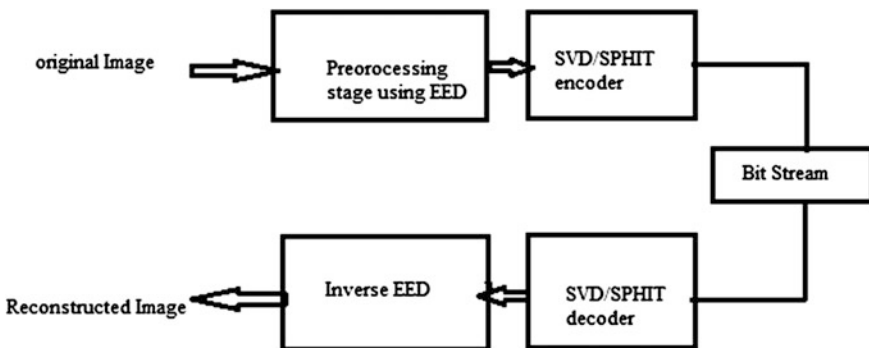 original Image
Preorocessing
stage using EED
SVD/SPHIT
encoder
Bit Stream
SVD/SPHIT
decoder
Inverse EED
Reconstructed Image